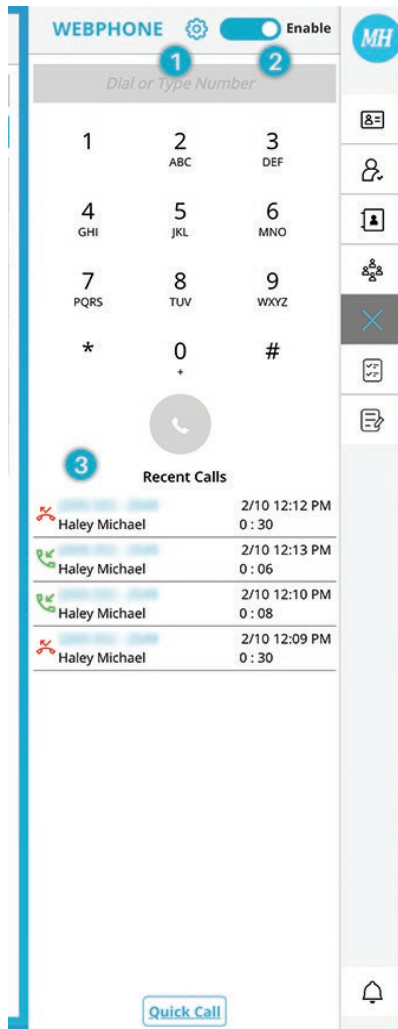 WEBPHONE Enable
MH
1 2
Dial or Type Number
1 2 3
ABC DEF
4 5 6
GHI JKL MNO
7 8 9
PQRS TUV WXYZ
* 0 #
+
3
Recent Calls
2/10 12:12 PM
Haley Michael 0 : 30
2/10 12:13 PM
Haley Michael 0 : 06
2/10 12:10 PM
Haley Michael 0 : 08
2/10 12:09 PM
Haley Michael 0 : 30
Quick Call